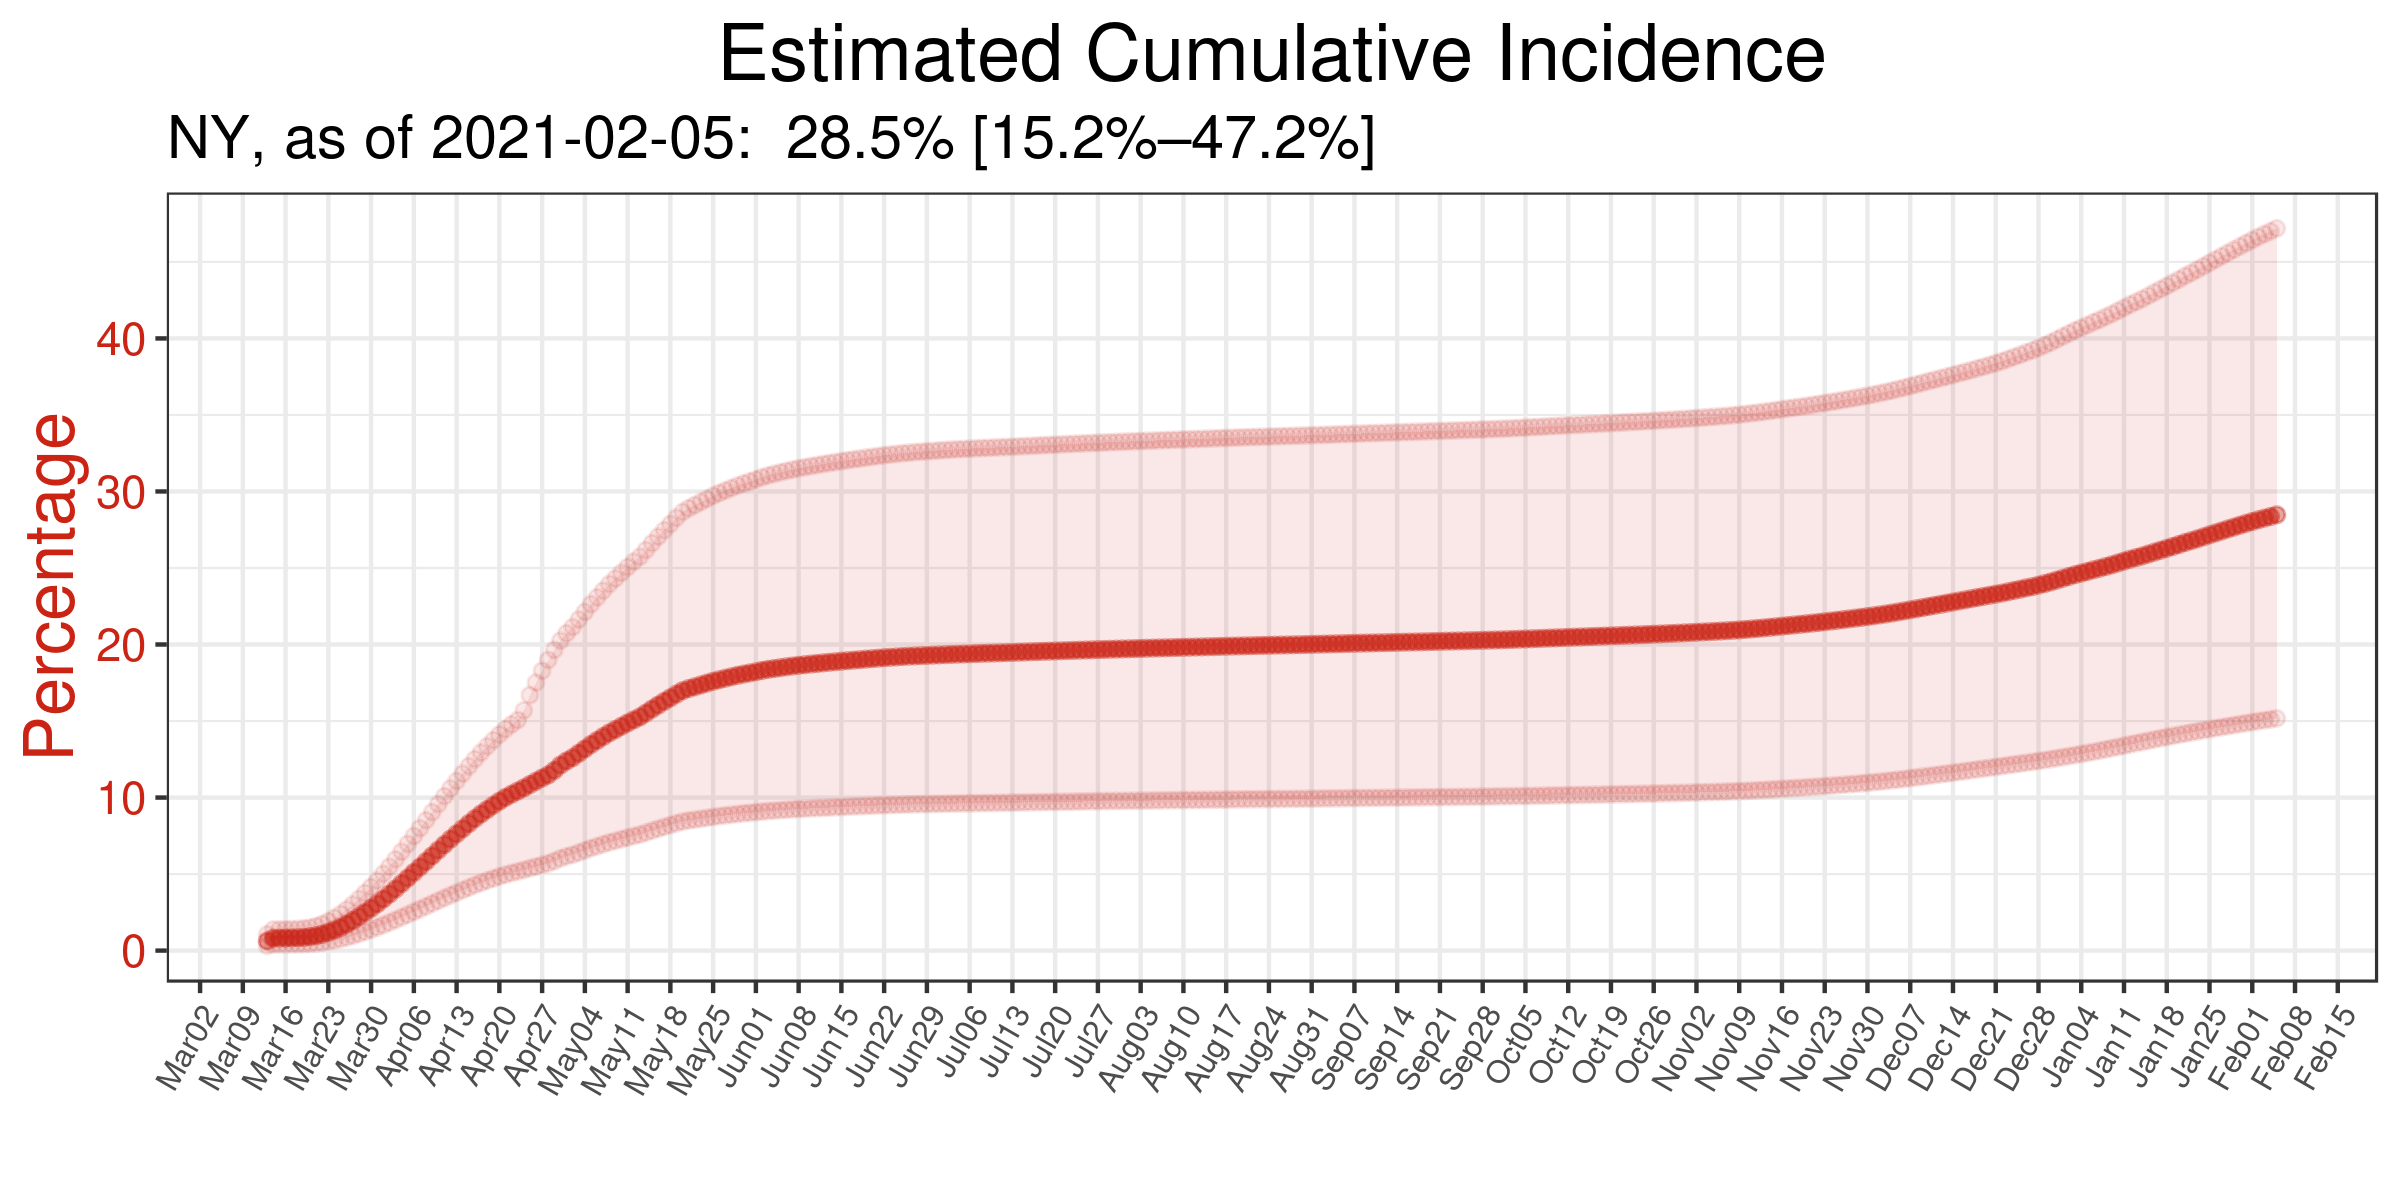 Estimated Cumulative Incidence
NY, as of 2021-02-05:  28.5% [15.2%–47.2%]
Percentage
40
30
20
10
0
Mar02 Mar09 Mar16 Mar23 Mar30 Apr06 Apr13 Apr20 Apr27 May04 May11 May18 May25 Jun01 Jun08 Jun15 Jun22 Jun29 Jul06 Jul13 Jul20 Jul27 Aug03 Aug10 Aug17 Aug24 Aug31 Sep07 Sep14 Sep21 Sep28 Oct05 Oct12 Oct19 Oct26 Nov02 Nov09 Nov16 Nov23 Nov30 Dec07 Dec14 Dec21 Dec28 Jan04 Jan11 Jan18 Jan25 Feb01 Feb08 Feb15